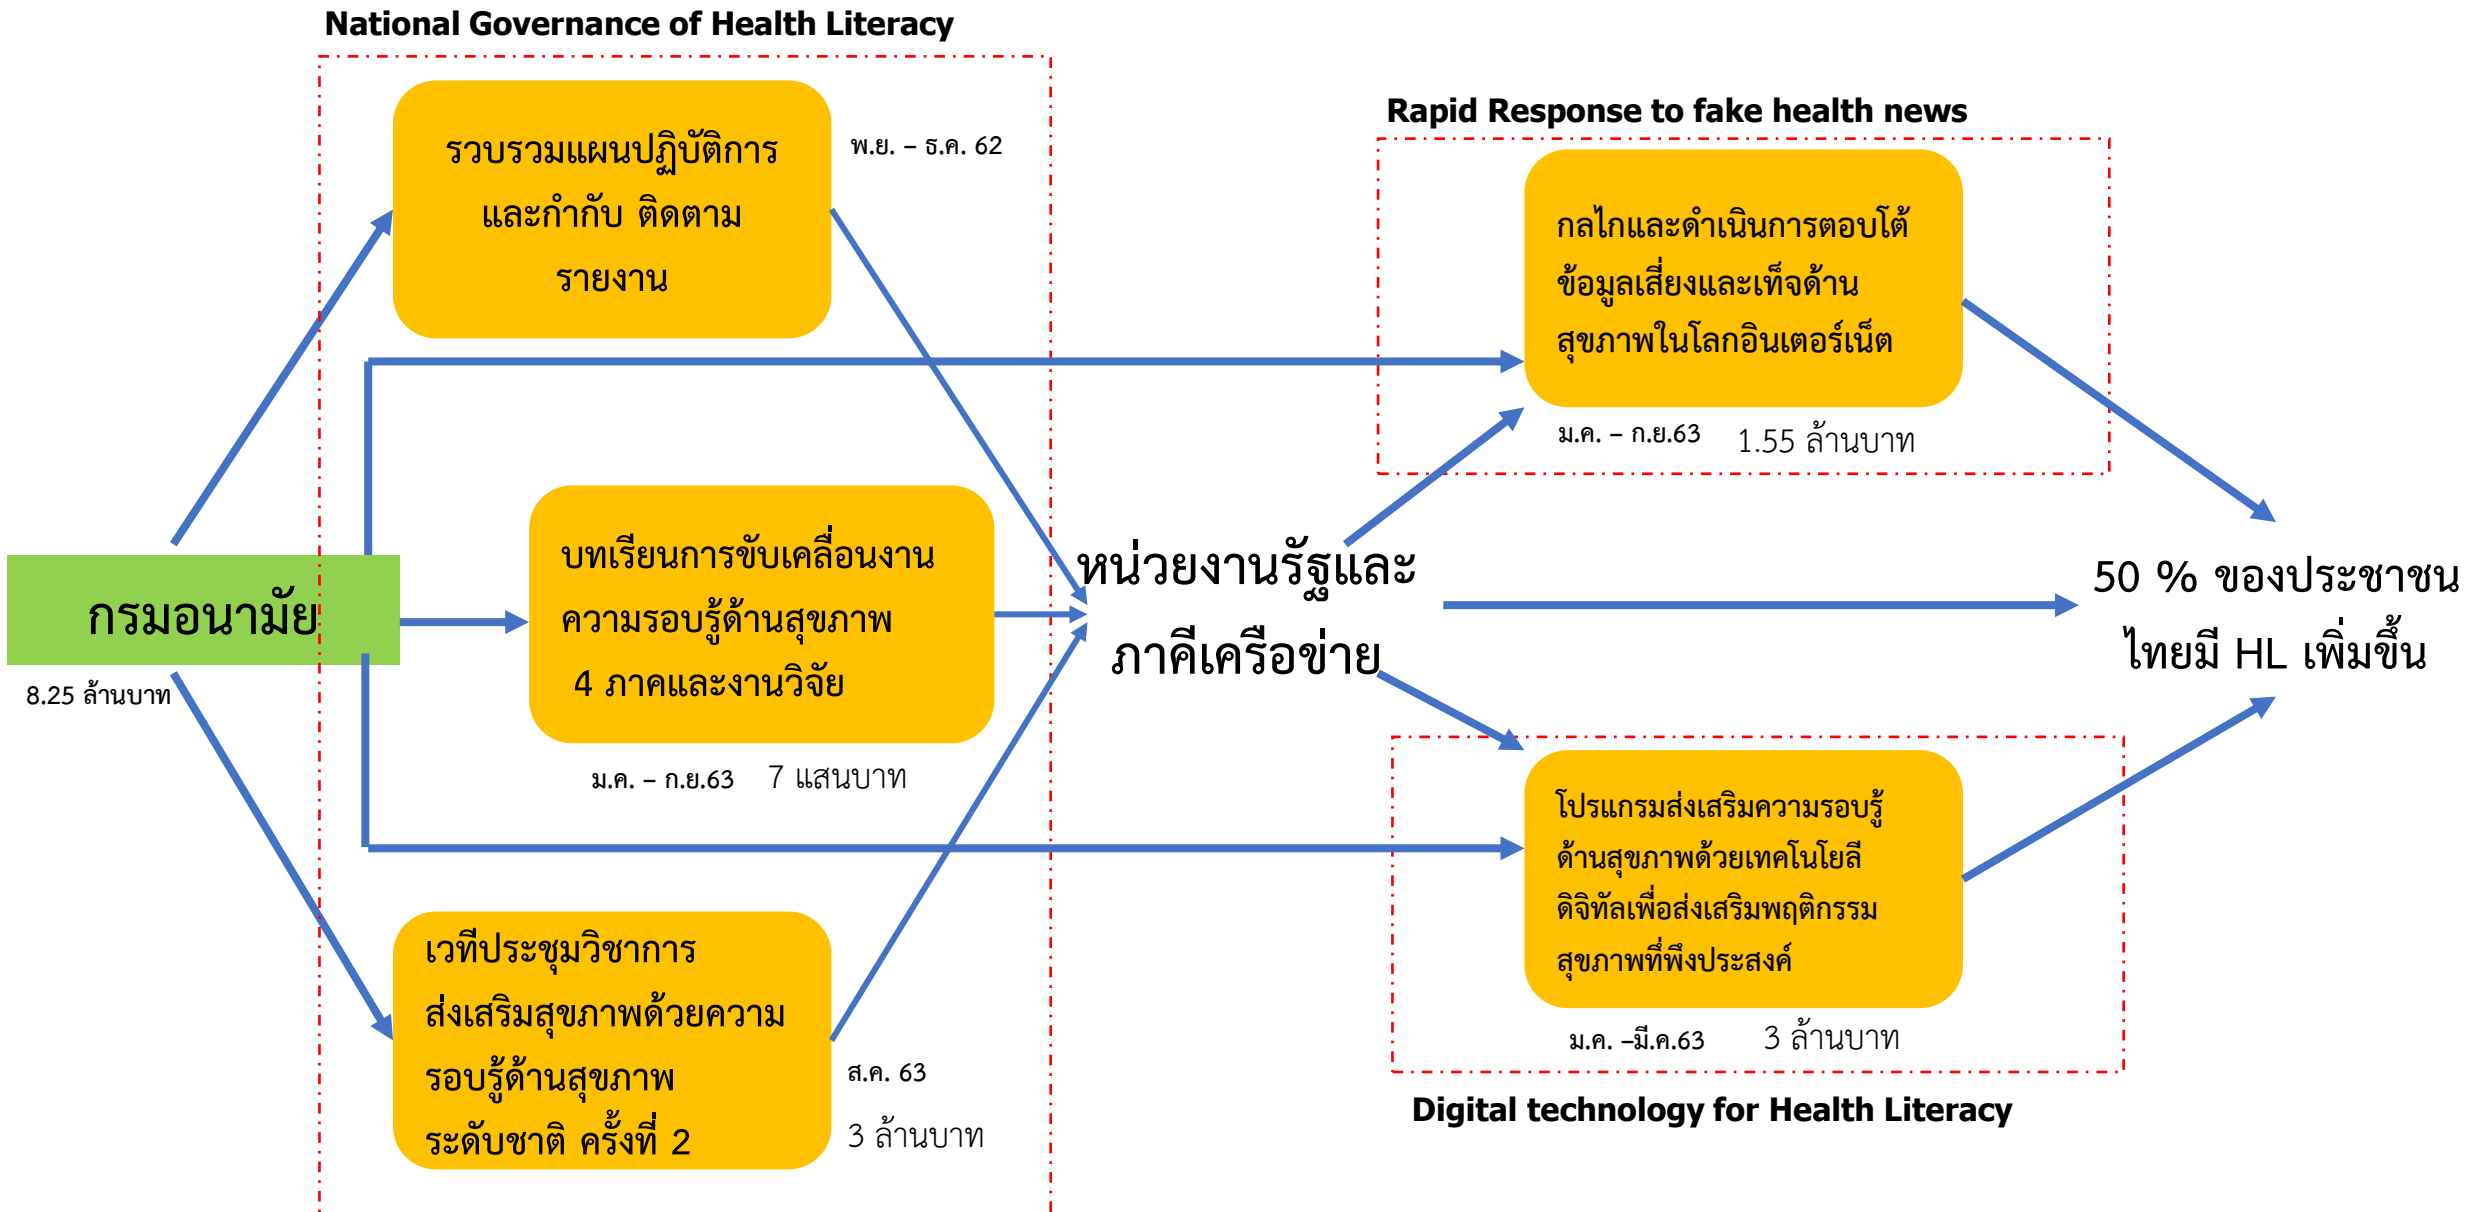 National Governance of Health Literacy
รวบรวมแผนปฏิบัติการ
และกำกับ ติดตาม
รายงาน
พ.ย. – ธ.ค. 62
Rapid Response to fake health news
กลไกและดำเนินการตอบโต้
ข้อมูลเสี่ยงและเท็จด้าน
สุขภาพในโลกอินเตอร์เน็ต
ม.ค. – ก.ย.63
1.55 ล้านบาท
กรมอนามัย
8.25 ล้านบาท
บทเรียนการขับเคลื่อนงาน
ความรอบรู้ด้านสุขภาพ
4 ภาคและงานวิจัย
ม.ค. – ก.ย.63
7 แสนบาท
หน่วยงานรัฐและ
ภาคีเครือข่าย
50 % ของประชาชน
ไทยมี HL เพิ่มขึ้น
เวทีประชุมวิชาการ
ส่งเสริมสุขภาพด้วยความ
รอบรู้ด้านสุขภาพ
ระดับชาติ ครั้งที่ 2
ส.ค. 63
3 ล้านบาท
โปรแกรมส่งเสริมความรอบรู้
ด้านสุขภาพด้วยเทคโนโยลี
ดิจิทัลเพื่อส่งเสริมพฤติกรรม
สุขภาพที่พึงประสงค์
ม.ค. –มี.ค.63
3 ล้านบาท
Digital technology for Health Literacy